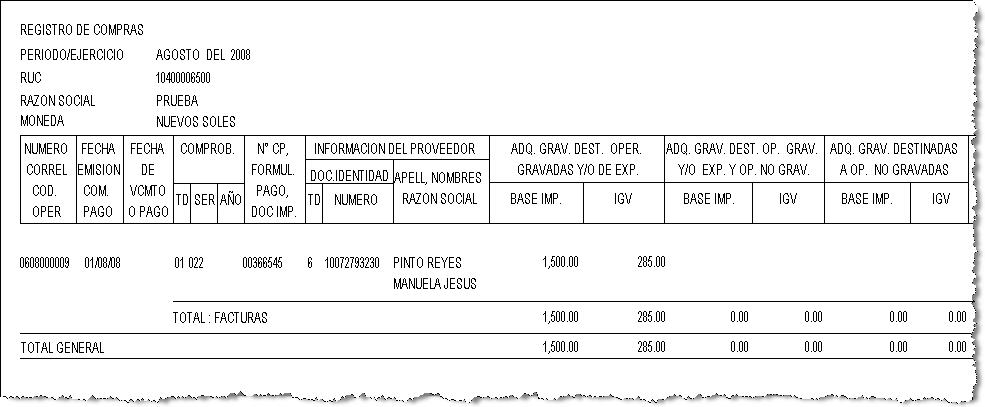 REGISTRO DE COMPRAS
PERIODO/EJERCICIO AGOSTO DEL 2008
RUC 10400006500
RAZON SOCIAL PRUEBA
MONEDA NUEVOS SOLES
NUMERO FECHA FECHA COMPROB. N° CP, INFORMACION DEL PROVEEDOR ADQ. GRAV. DEST. OPER. ADQ. GRAV. DEST. OP. GRAV. ADQ. GRAV. DESTINADAS
CORREL EMISION DE FORMUL. DOC.IDENTIDAD APELL, NOMBRES GRAVADAS Y/O DE EXP. Y/O EXP. Y OP. NO GRAV. A OP. NO GRAVADAS
COD. COM. VCMTO TD SER AÑO PAGO, TD NUMERO RAZON SOCIAL BASE IMP. IGV BASE IMP. IGV BASE IMP. IGV
OPER PAGO O PAGO DOC IMP.
0608000009 01/08/08 01 022 00366545 6 10072793230 PINTO REYES 1,500.00 285.00
MANUELA JESUS
TOTAL : FACTURAS 1,500.00 285.00 0.00 0.00 0.00 0.00
TOTAL GENERAL 1,500.00 285.00 0.00 0.00 0.00 0.00